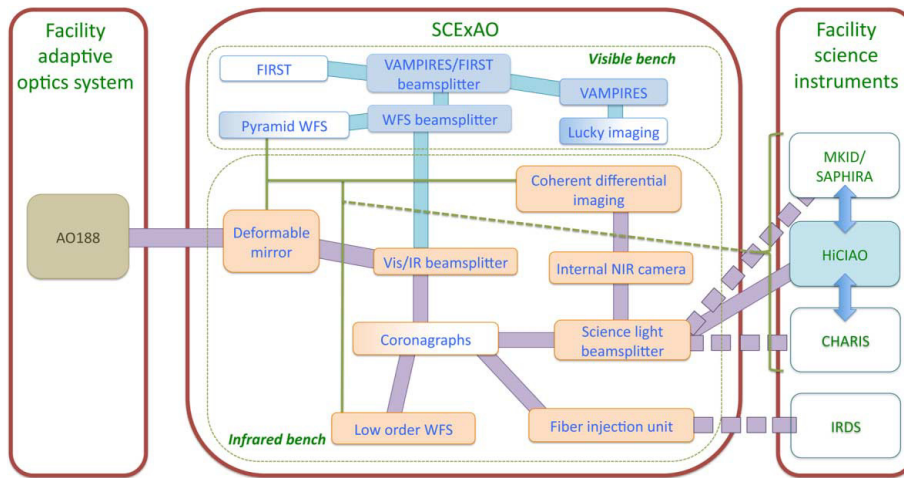 Facility
adaptive
optics system
SCExAO
Facility
science
instruments
Visible bench
FIRST
VAMPIRES/FIRST
beamsplitter
VAMPIRES
Pyramid WFS
WFS beamsplitter
Lucky imaging
MKID/
SAPHIRA
Coherent differential
imaging
AO188
Deformable
mirror
Vis/IR beamsplitter
Internal NIR camera
HiCIAO
Coronagraphs
Science light
beamsplitter
CHARIS
Infrared bench
Low order WFS
Fiber injection unit
IRDS